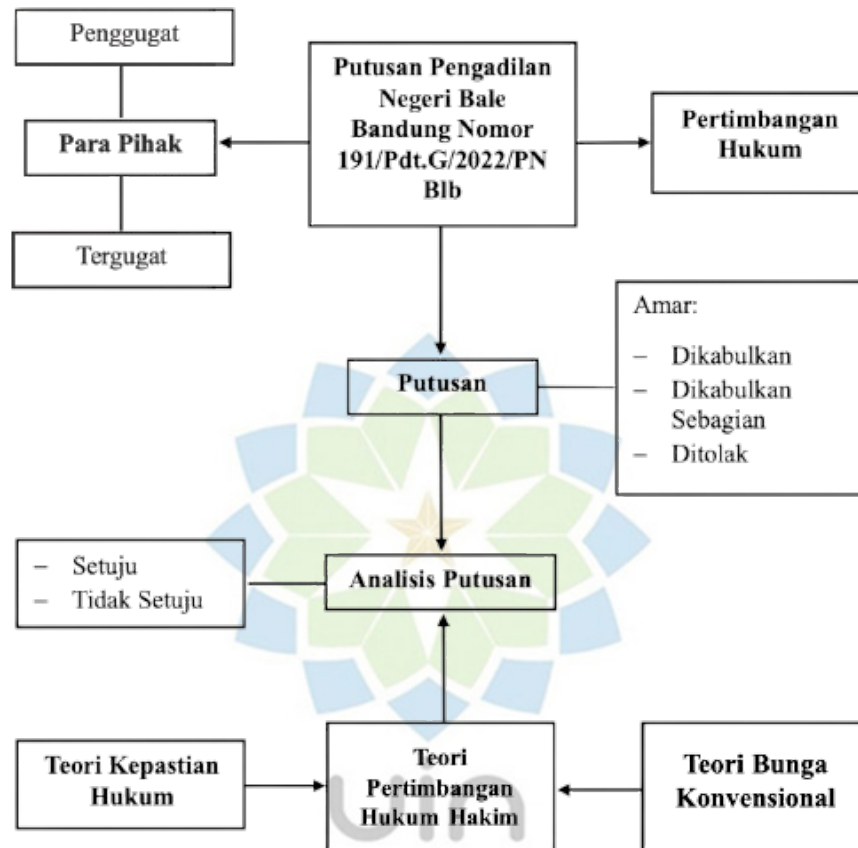 Penggugat
Para Pihak
Tergugat
Putusan Pengadilan
Negeri Bale
Bandung Nomor
191/Pdt.G/2022/PN
Blb
Pertimbangan
Hukum
Putusan
Amar:
– Dikabulkan
– Dikabulkan
Sebagian
– Ditolak
– Setuju
– Tidak Setuju
Analisis Putusan
Teori Kepastian
Hukum
Teori
Pertimbangan
Hukum Hakim
Teori Bunga
Konvensional
uin